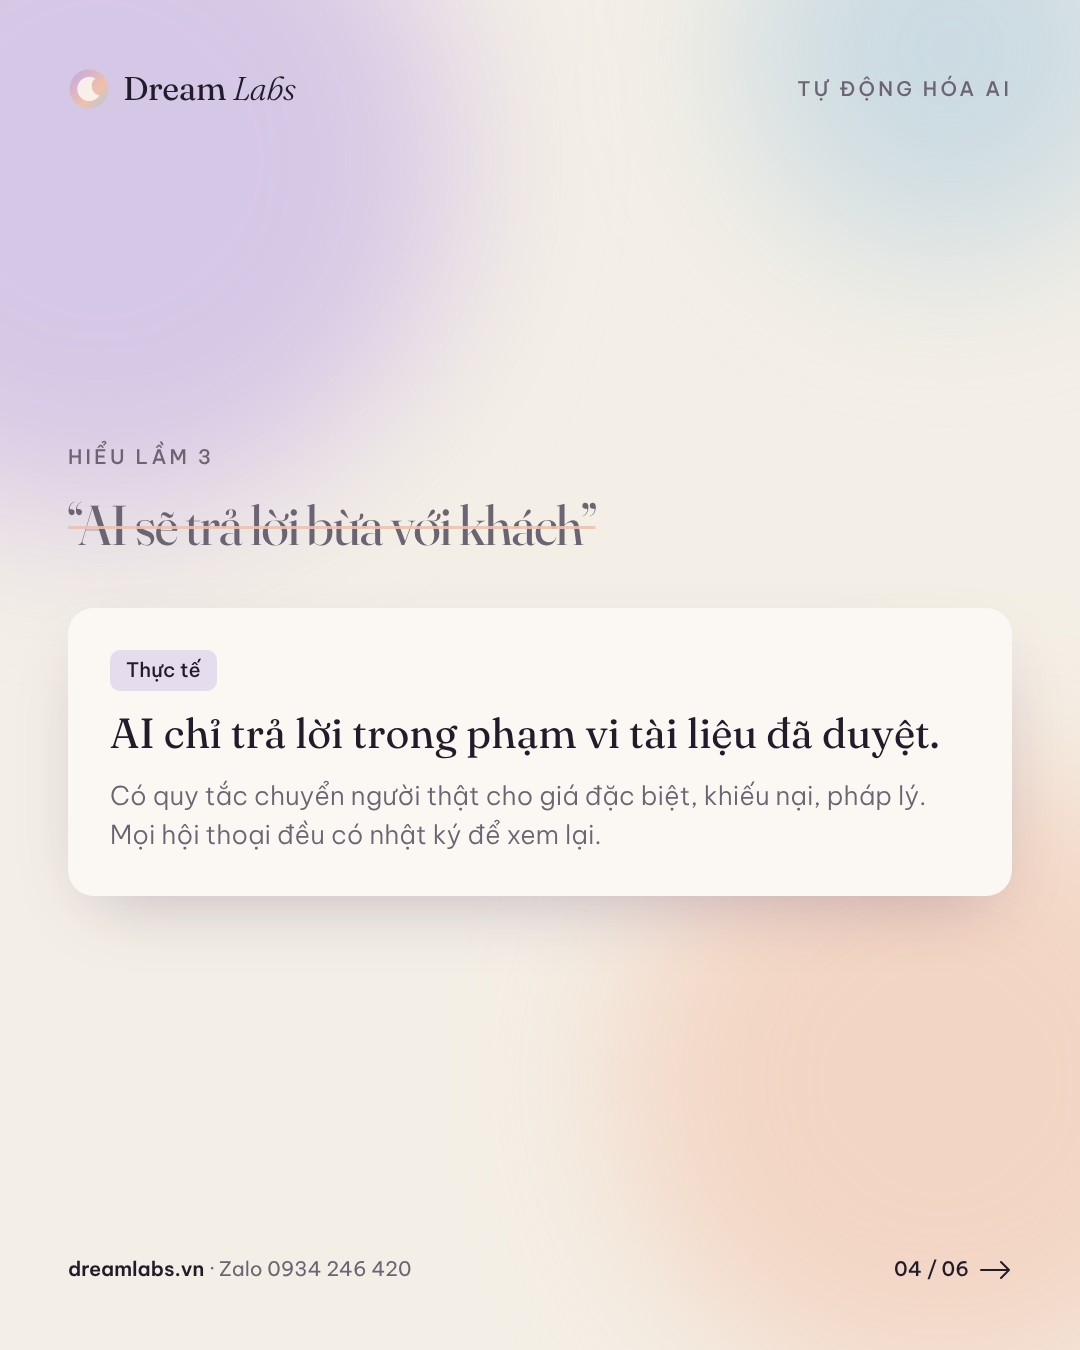 Dream Labs
TỰ ĐỘNG HÓA AI
HIỂU LẦM 3
“AI sẽ trả lời bừa với khách”
Thực tế
AI chỉ trả lời trong phạm vi tài liệu đã duyệt.
Có quy tắc chuyển người thật cho giá đặc biệt, khiếu nại, pháp lý.
Mọi hội thoại đều có nhật ký để xem lại.
dreamlabs.vn · Zalo 0934 246 420
04 / 06 →